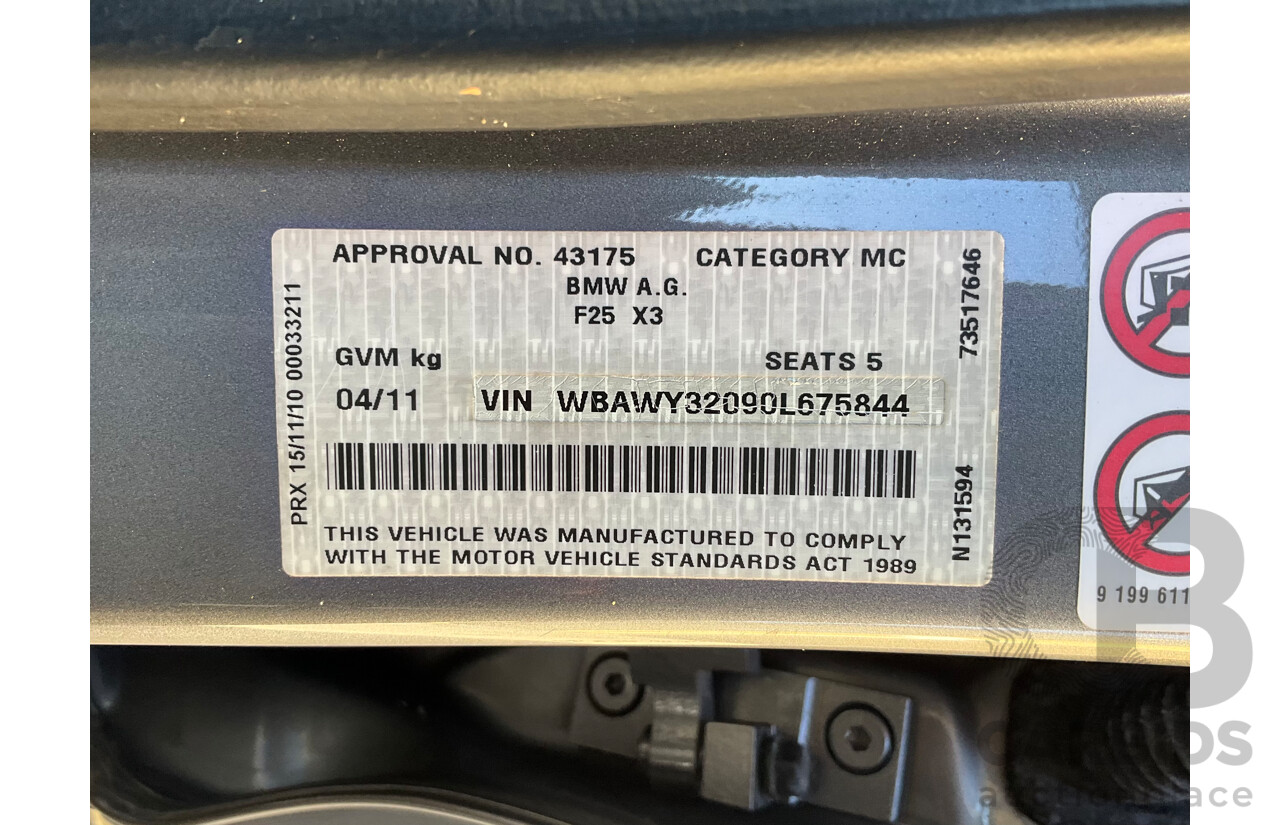 APPROVAL NO. 43175 CATEGORY MC
BMW A.G.
F25 X3
GVM kg SEATS 5
04/11 VIN WBAWY32090L675844
THIS VEHICLE WAS MANUFACTURED TO COMPLY
WITH THE MOTOR VEHICLE STANDARDS ACT 1989
PRX 15/11/10 00033211
73517646
N131594
9 199 611